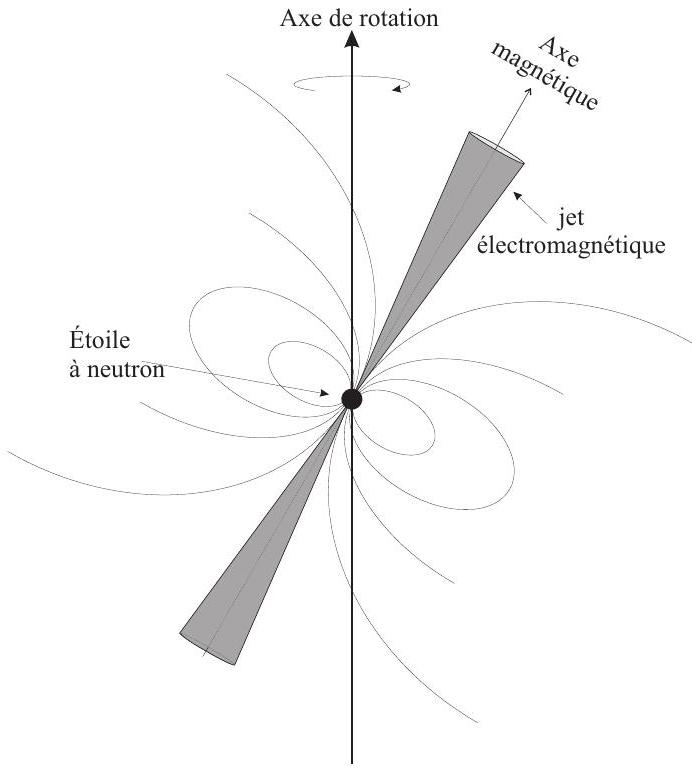 Axe de rotation
Axe
magnétique
jet
électromagnétique
Étoile
à neutron